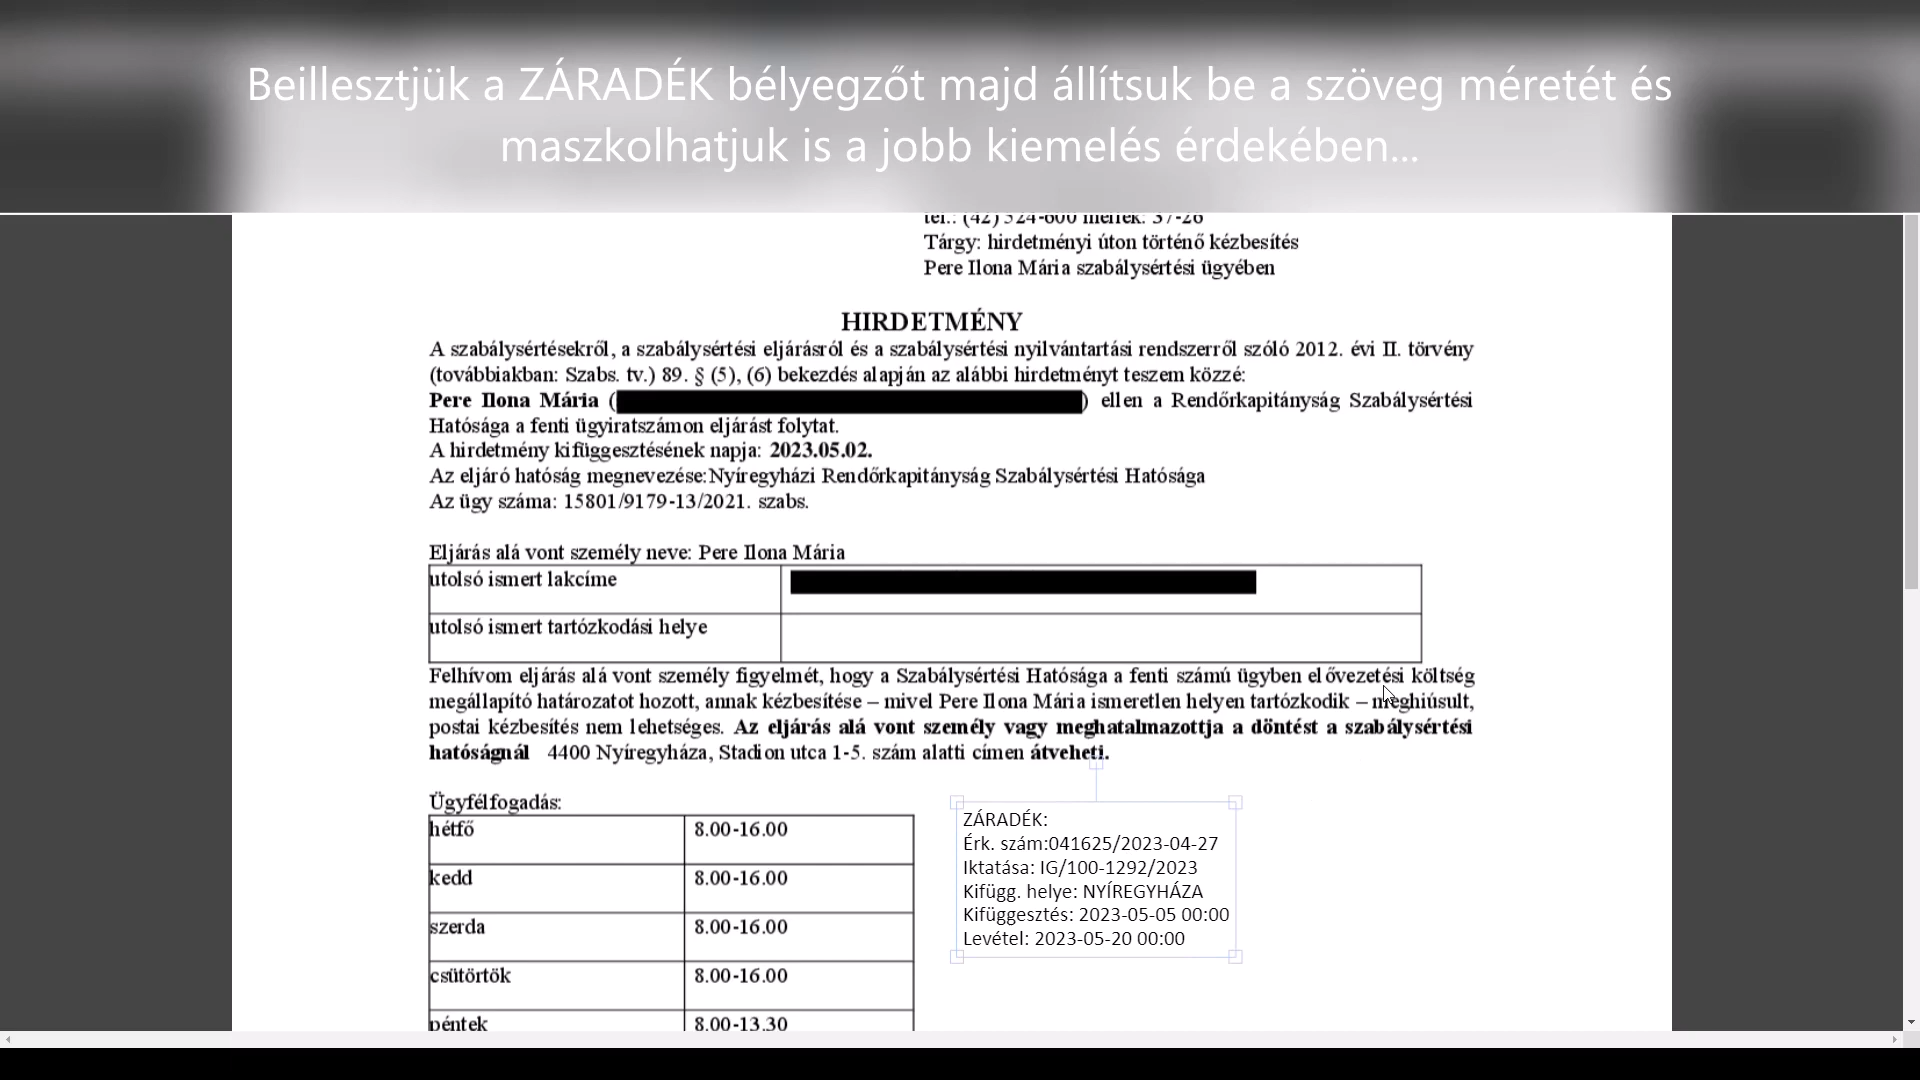 Beillesztjük a ZÁRADÉK bélyegzőt majd állítsuk be a szöveg méretét és
maszkolhatjuk is a jobb kiemelés érdekében...
tel.: (42) 524-600 mellék: 37-26
Tárgy: hirdetményi úton történő kézbesítés
Pere Ilona Mária szabálysértési ügyében
HIRDETMÉNY
A szabálysértésekről, a szabálysértési eljárásról és a szabálysértési nyilvántartási rendszerről szóló 2012. évi II. törvény
(továbbiakban: Szabs. tv.) 89. § (5), (6) bekezdés alapján az alábbi hirdetményt teszem közzé:
Pere Ilona Mária ( ) ellen a Rendőrkapitányság Szabálysértési
Hatósága a fenti ügyiratszámon eljárást folytat.
A hirdetmény kifüggesztésének napja: 2023.05.02.
Az eljáró hatóság megnevezése:Nyíregyházi Rendőrkapitányság Szabálysértési Hatósága
Az ügy száma: 15801/9179-13/2021. szabs.
Eljárás alá vont személy neve: Pere Ilona Mária
utolsó ismert lakcíme
utolsó ismert tartózkodási helye
Felhívom eljárás alá vont személy figyelmét, hogy a Szabálysértési Hatósága a fenti számú ügyben elővezetési költség
megállapító határozatot hozott, annak kézbesítése – mivel Pere Ilona Mária ismeretlen helyen tartózkodik – meghiúsult,
postai kézbesítés nem lehetséges. Az eljárás alá vont személy vagy meghatalmazottja a döntést a szabálysértési
hatóságnál 4400 Nyíregyháza, Stadion utca 1-5. szám alatti címen átveheti.
Ügyfélfogadás:
hétfő 8.00-16.00
kedd 8.00-16.00
szerda 8.00-16.00
csütörtök 8.00-16.00
péntek 8.00-13.30
ZÁRADÉK:
Érk. szám:041625/2023-04-27
Iktatása: IG/100-1292/2023
Kifügg. helye: NYÍREGYHÁZA
Kifüggesztés: 2023-05-05 00:00
Levétel: 2023-05-20 00:00